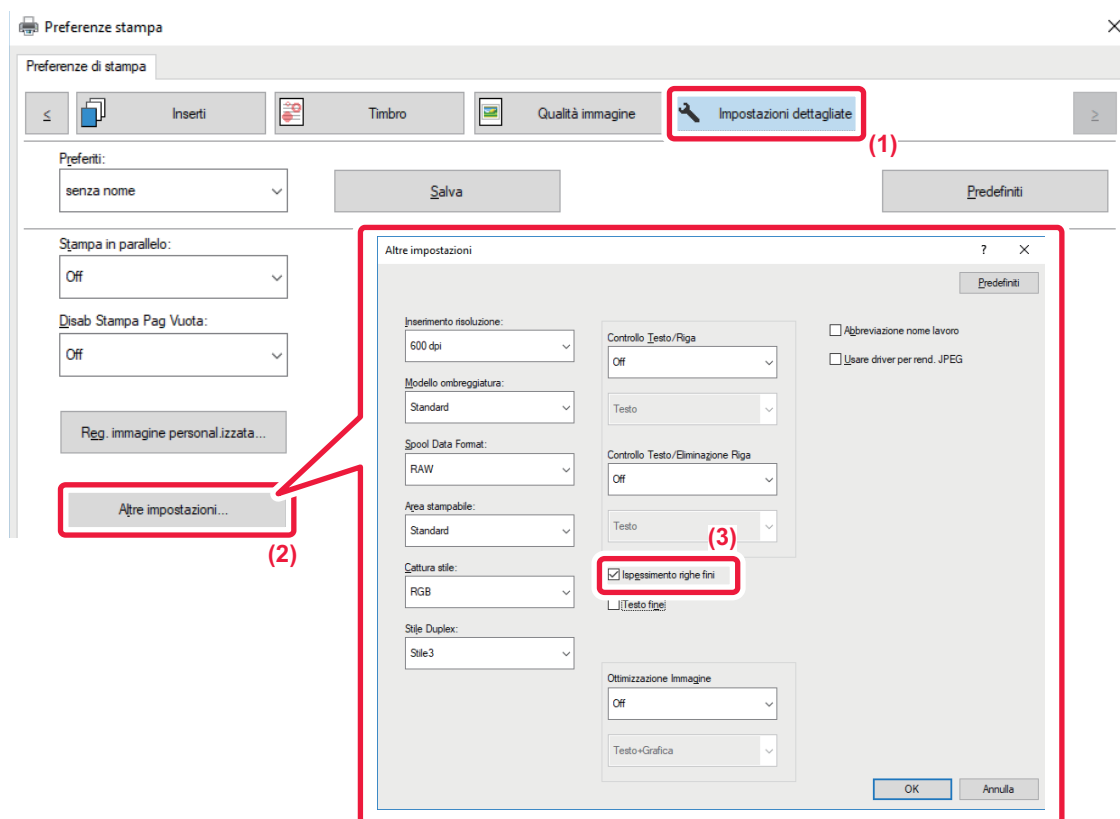 Preferenze stampa
Preferenze di stampa
≤ Inserti Timbro Qualità immagine Impostazioni dettagliate ≥
(1)
Preferiti:
senza nome Salva Predefiniti
Stampa in parallelo:
Off
Disab Stampa Pag Vuota:
Off
Reg. immagine personal.izzata...
Altre impostazioni...
(2)
Altre impostazioni ?
Predefiniti
Inserimento risoluzione:
600 dpi
Modello ombreggiatura:
Standard
Spool Data Format:
RAW
Area stampabile:
Standard
Cattura stile:
RGB
Stile Duplex:
Stile3
Controllo Testo/Riga
Off
Testo
Controllo Testo/Eliminazione Riga
Off
Testo
(3)
Ispessimento righe fini
Testo fine
Ottimizzazione Immagine
Off
Testo+Grafica
Abbreviazione nome lavoro
Usare driver per rend. JPEG
OK Annulla